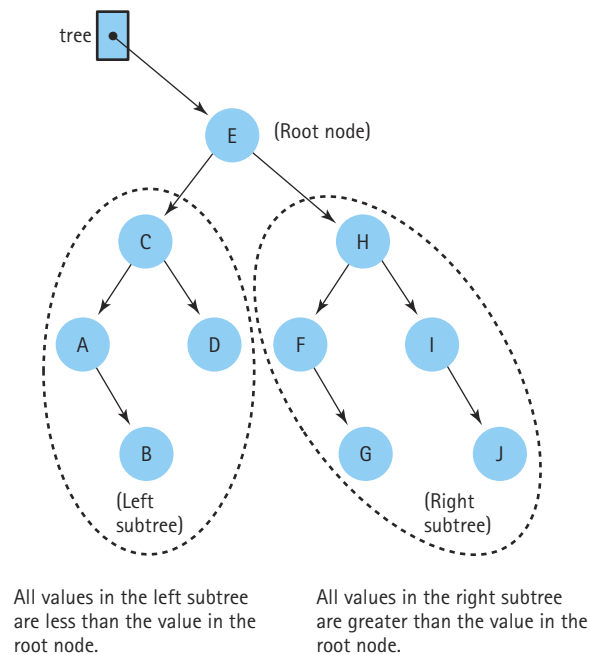 tree
E
(Root node)
C
H
A
D
F
I
B
G
J
(Left
subtree)
(Right
subtree)
All values in the left subtree
are less than the value in the
root node.
All values in the right subtree
are greater than the value in the
root node.